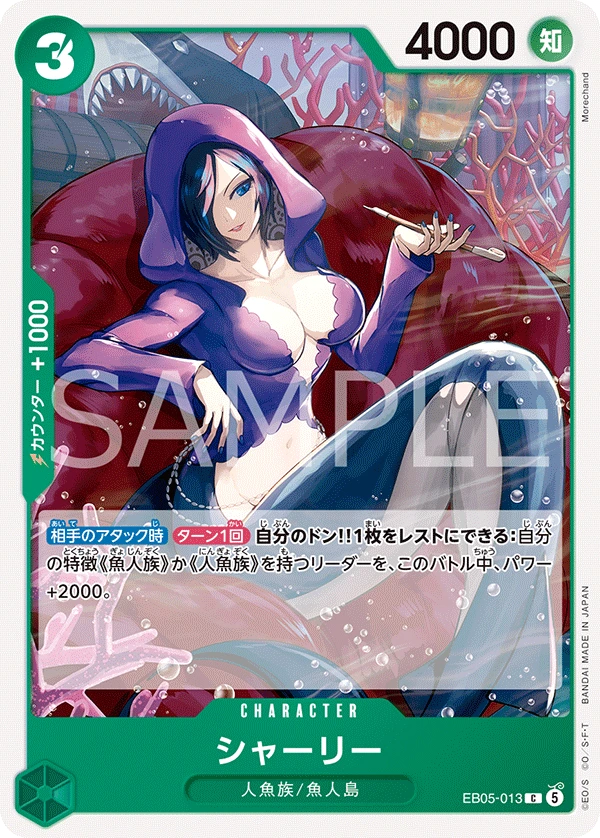 3
4000
知
Morechand
カウンター +1000
SAMPLE
相手のアタック時 ターン1回 自分のドン!!1枚をレストにできる:自分
の特徴《魚人族》か《人魚族》を持つリーダーを、このバトル中、パワー
+2000。
©EO/S ©O/S・F・T BANDAI MADE IN JAPAN
CHARACTER
シャーリー
人魚族/魚人島
EB05-013 C 5